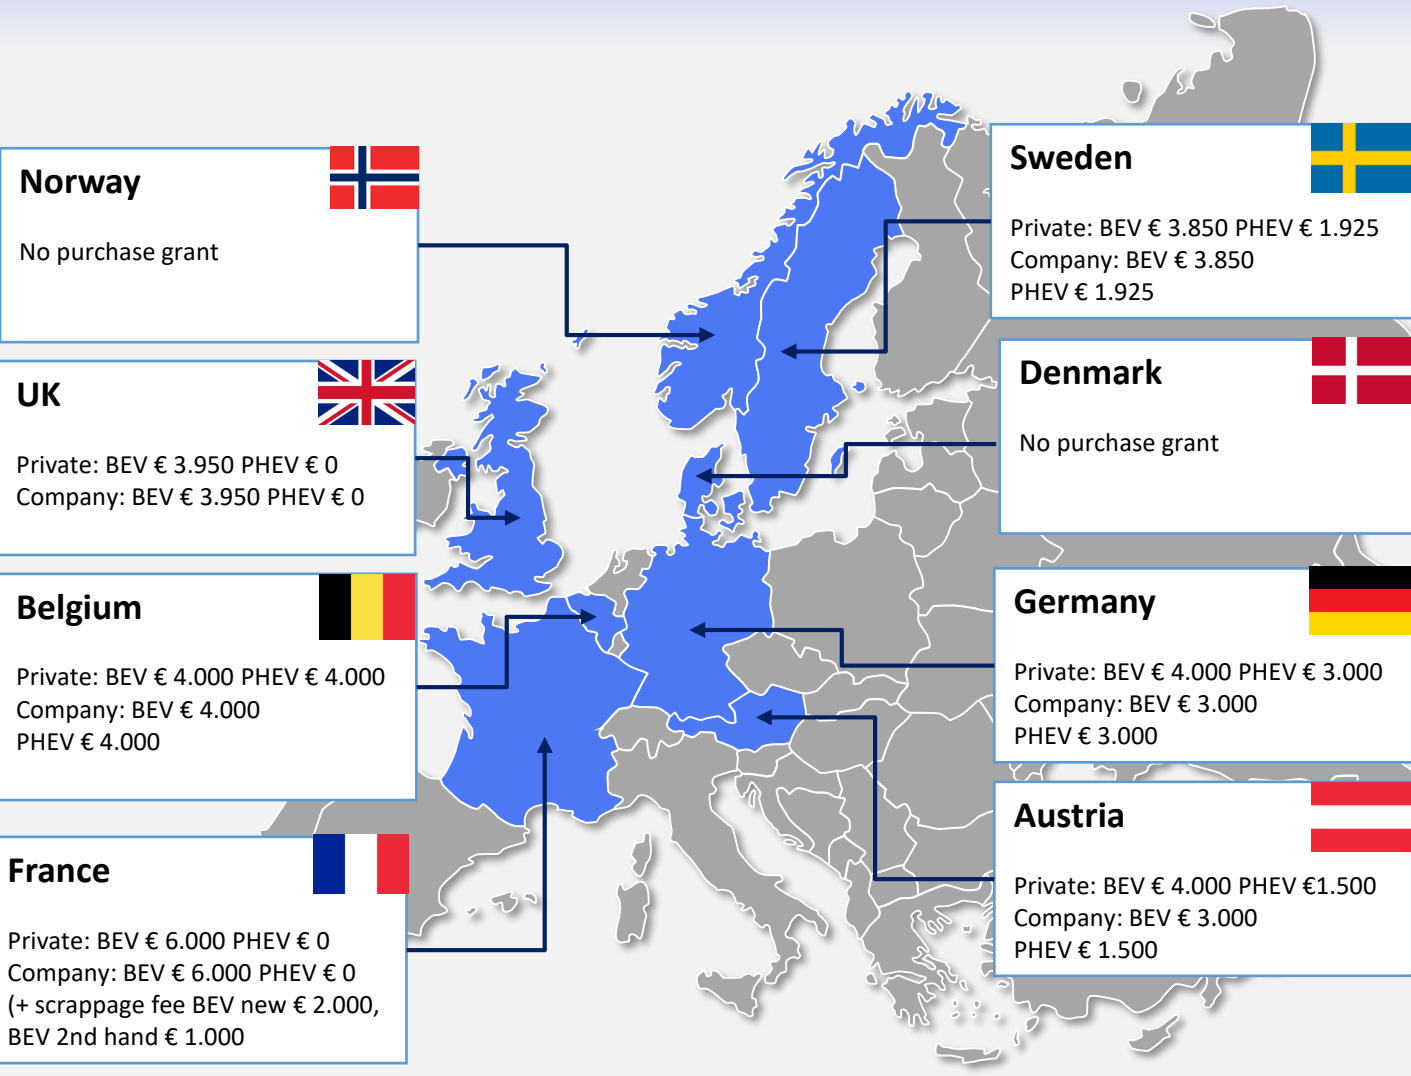 Norway
No purchase grant
UK
Private: BEV € 3.950 PHEV € 0
Company: BEV € 3.950 PHEV € 0
Belgium
Private: BEV € 4.000 PHEV € 4.000
Company: BEV € 4.000
PHEV € 4.000
France
Private: BEV € 6.000 PHEV € 0
Company: BEV € 6.000 PHEV € 0
(+ scrappage fee BEV new € 2.000,
BEV 2nd hand € 1.000
Sweden
Private: BEV € 3.850 PHEV € 1.925
Company: BEV € 3.850
PHEV € 1.925
Denmark
No purchase grant
Germany
Private: BEV € 4.000 PHEV € 3.000
Company: BEV € 3.000
PHEV € 3.000
Austria
Private: BEV € 4.000 PHEV €1.500
Company: BEV € 3.000
PHEV € 1.500